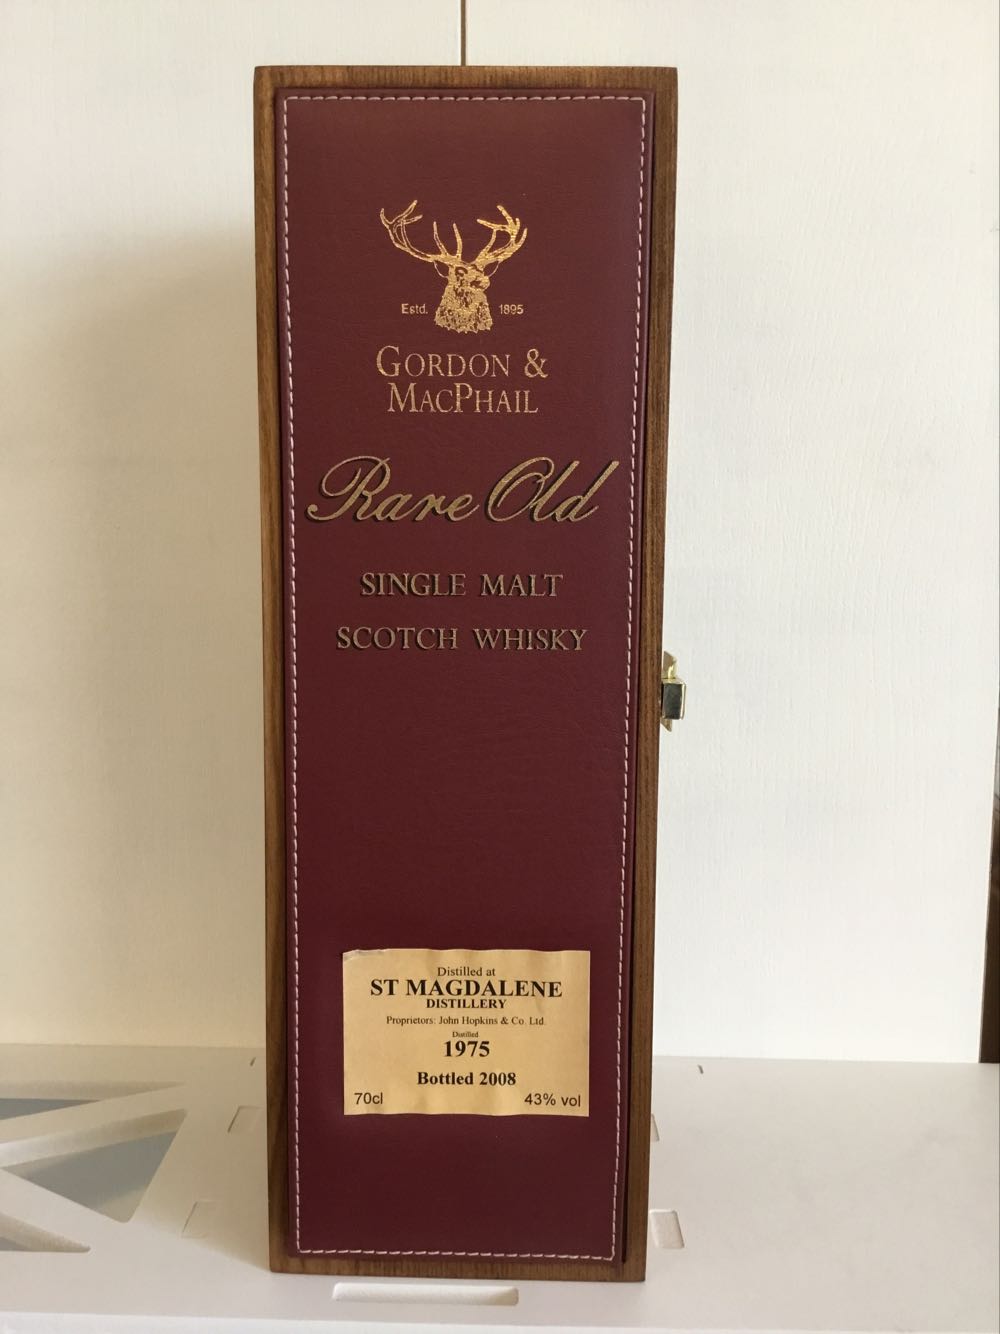 Estd. 1895
GORDON &
MACPHAIL
Rare Old
SINGLE MALT
SCOTCH WHISKY
Distilled at
ST MAGDALENE
DISTILLERY
Proprietors: John Hopkins & Co. Ltd.
Distilled
1975
Bottled 2008
70cl 43% vol